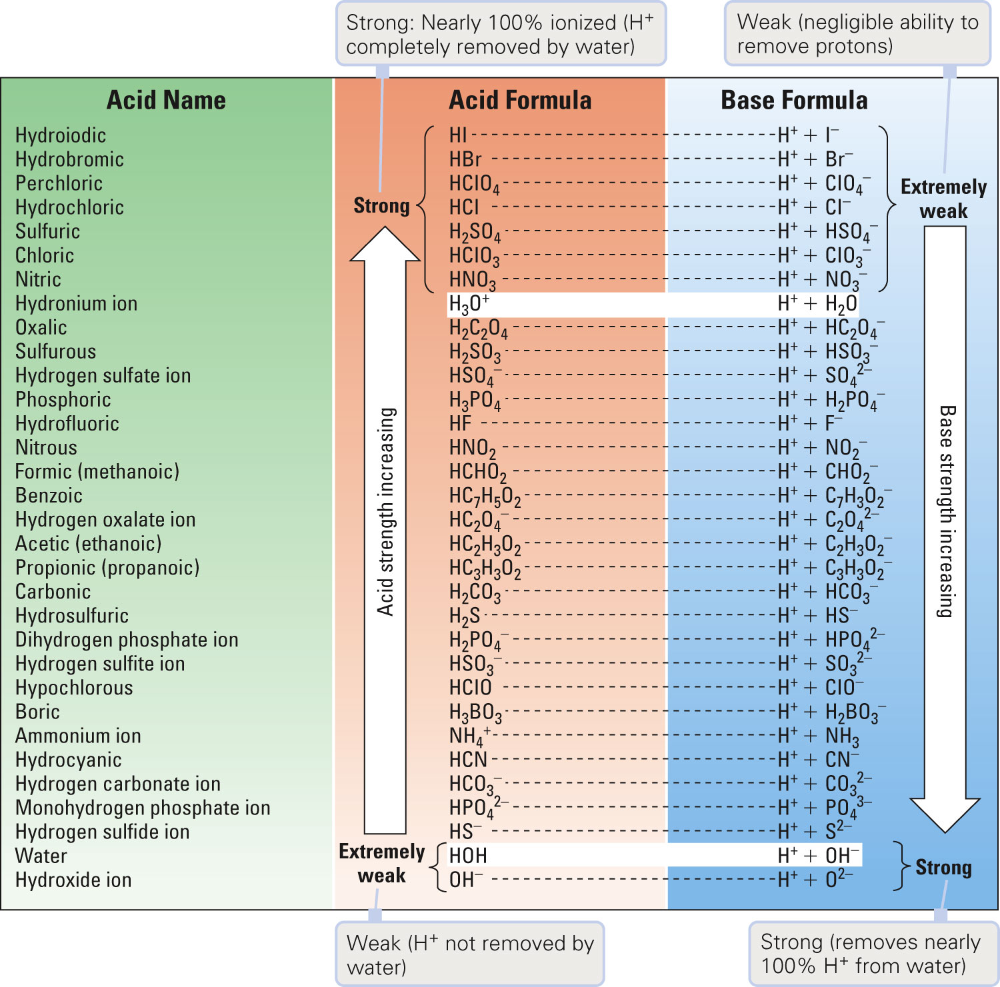 Strong: Nearly 100% ionized (H⁺
completely removed by water)
Weak (negligible ability to
remove protons)
Acid Name Acid Formula Base Formula
Hydroiodic HI H⁺ + I⁻
Hydrobromic HBr H⁺ + Br⁻
Perchloric HClO₄ H⁺ + ClO₄⁻
Hydrochloric HCl H⁺ + Cl⁻
Sulfuric H₂SO₄ H⁺ + HSO₄⁻
Chloric HClO₃ H⁺ + ClO₃⁻
Nitric HNO₃ H⁺ + NO₃⁻
Strong
Extremely
weak
Hydronium ion H₃O⁺ H⁺ + H₂O
Oxalic H₂C₂O₄ H⁺ + HC₂O₄⁻
Sulfurous H₂SO₃ H⁺ + HSO₃⁻
Hydrogen sulfate ion HSO₄⁻ H⁺ + SO₄²⁻
Phosphoric H₃PO₄ H⁺ + H₂PO₄⁻
Hydrofluoric HF H⁺ + F⁻
Nitrous HNO₂ H⁺ + NO₂⁻
Formic (methanoic) HCHO₂ H⁺ + CHO₂⁻
Benzoic HC₇H₅O₂ H⁺ + C₇H₃O₂⁻
Hydrogen oxalate ion HC₂O₄⁻ H⁺ + C₂O₄²⁻
Acetic (ethanoic) HC₂H₃O₂ H⁺ + C₂H₃O₂⁻
Propionic (propanoic) HC₃H₃O₂ H⁺ + C₃H₃O₂⁻
Carbonic H₂CO₃ H⁺ + HCO₃⁻
Hydrosulfuric H₂S H⁺ + HS⁻
Dihydrogen phosphate ion H₂PO₄⁻ H⁺ + HPO₄²⁻
Hydrogen sulfite ion HSO₃⁻ H⁺ + SO₃²⁻
Hypochlorous HClO H⁺ + ClO⁻
Boric H₃BO₃ H⁺ + H₂BO₃⁻
Ammonium ion NH₄⁺ H⁺ + NH₃
Hydrocyanic HCN H⁺ + CN⁻
Hydrogen carbonate ion HCO₃⁻ H⁺ + CO₃²⁻
Monohydrogen phosphate ion HPO₄²⁻ H⁺ + PO₄³⁻
Hydrogen sulfide ion HS⁻ H⁺ + S²⁻
Acid strength increasing
Base strength increasing
Water HOH H⁺ + OH⁻
Hydroxide ion OH⁻ H⁺ + O²⁻
Extremely
weak
Strong
Weak (H⁺ not removed by
water)
Strong (removes nearly
100% H⁺ from water)